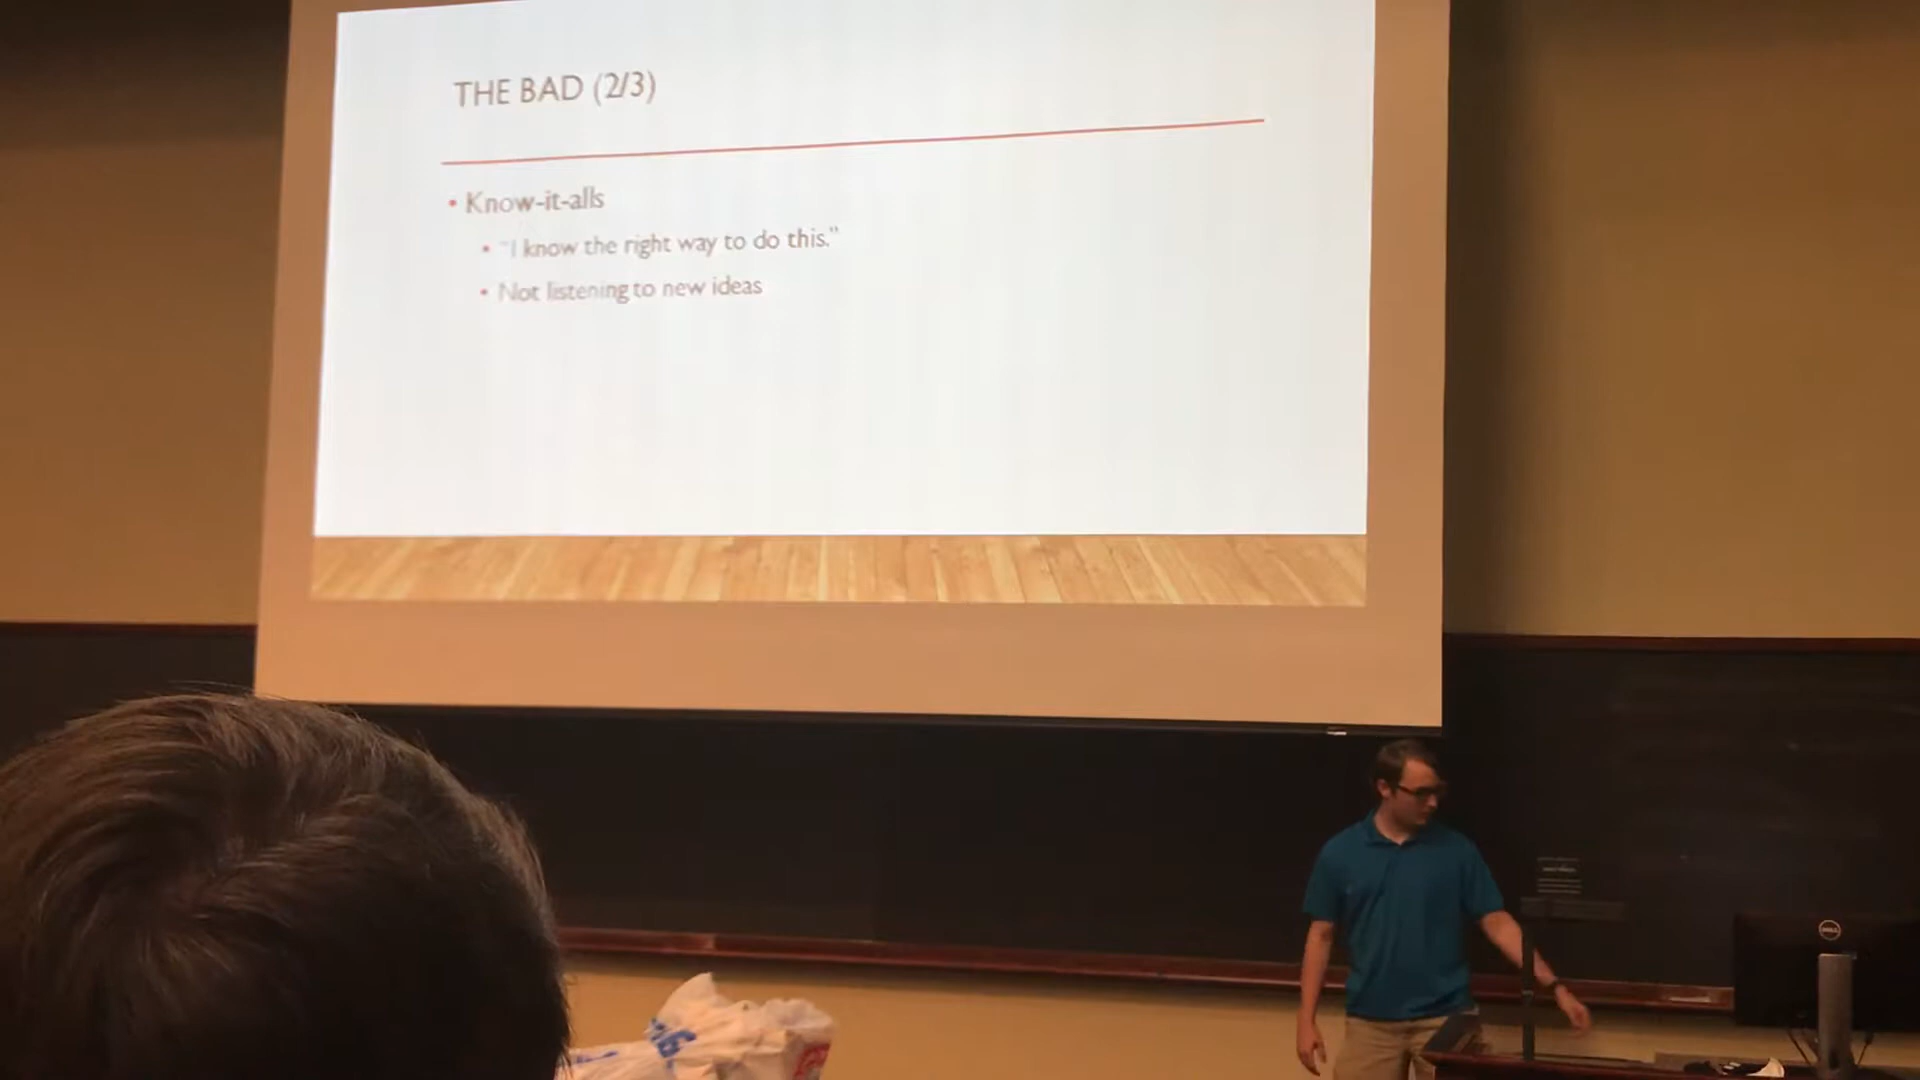 THE BAD (2/3)
• Know-it-alls
• "I know the right way to do this."
• Not listening to new ideas
DELL